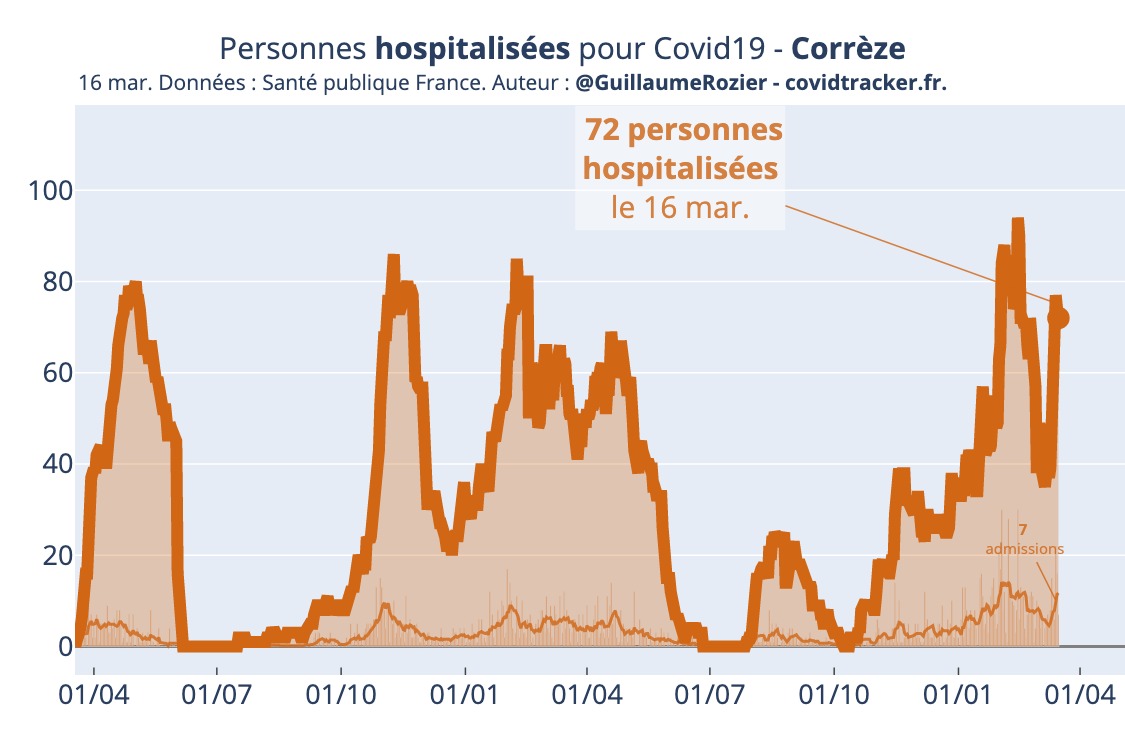 Personnes hospitalisées pour Covid19 - Corrèze
16 mar. Données : Santé publique France. Auteur : @GuillaumeRozier - covidtracker.fr.
72 personnes
hospitalisées
le 16 mar.
100
80
60
40
20
0
7
admissions
01/04
01/07
01/10
01/01
01/04
01/07
01/10
01/01
01/04